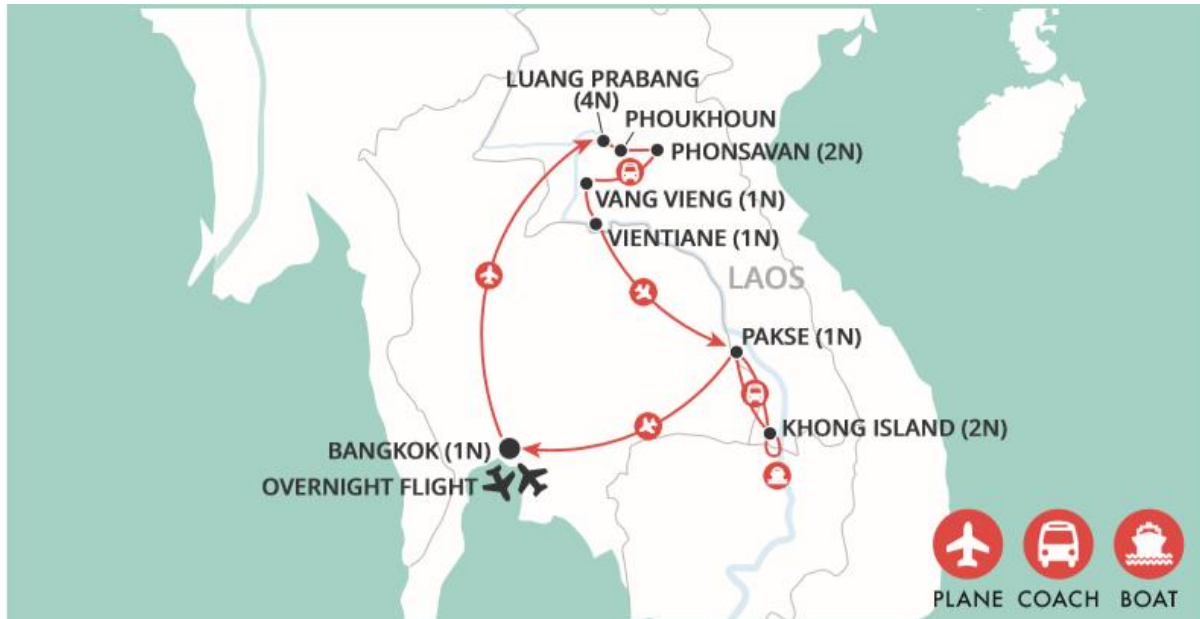 LUANG PRABANG
(4N)
PHOUKHOUN
PHONSAVAN (2N)
VANG VIENG (1N)
VIENTIANE (1N)
LAOS
PAKSE (1N)
KHONG ISLAND (2N)
BANGKOK (1N)
OVERNIGHT FLIGHT
PLANE COACH BOAT